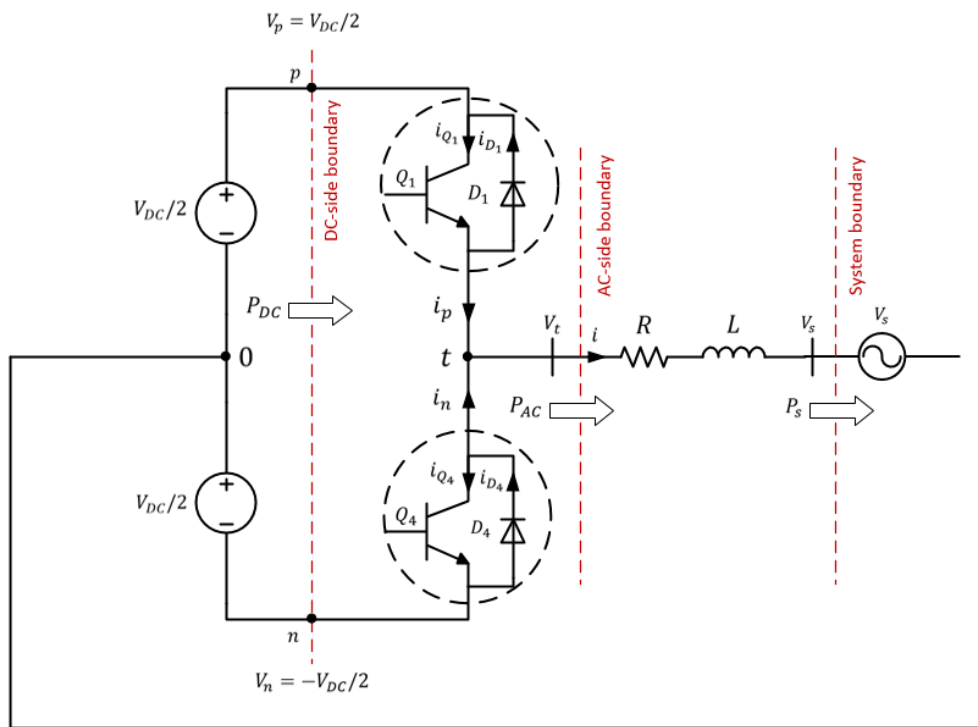 V_p = V_DC/2
p
DC-side boundary
i_Q1
i_D1
Q_1
D_1
AC-side boundary
System boundary
+
V_DC/2
−
P_DC
i_p
0
t
V_t
i
R
L
V_s
V_s
i_n
P_AC
P_s
+
V_DC/2
−
i_Q4
i_D4
Q_4
D_4
n
V_n = −V_DC/2